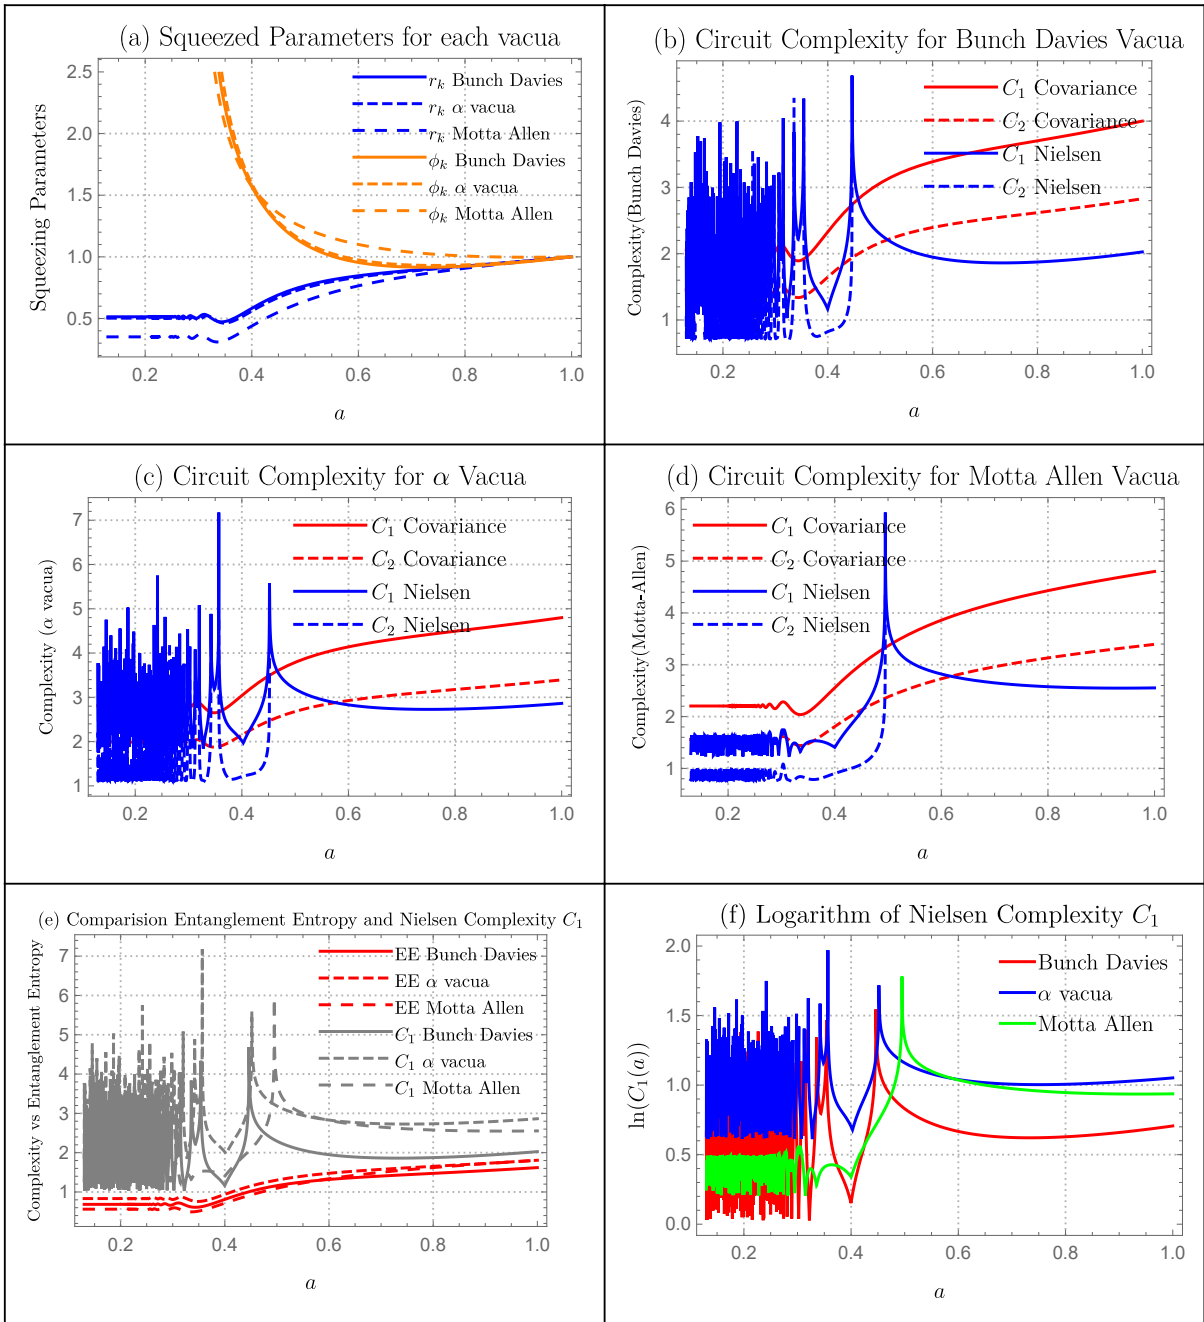 (a) Squeezed Parameters for each vacua
2.5
2.0
1.5
1.0
0.5
Squeezing Parameters
r_k Bunch Davies
r_k α vacua
r_k Motta Allen
ϕ_k Bunch Davies
ϕ_k α vacua
ϕ_k Motta Allen
0.2 0.4 0.6 0.8 1.0
a
(b) Circuit Complexity for Bunch Davies Vacua
4
3
2
1
Complexity(Bunch Davies)
C_1 Covariance
C_2 Covariance
C_1 Nielsen
C_2 Nielsen
0.2 0.4 0.6 0.8 1.0
a
(c) Circuit Complexity for α Vacua
7
6
5
4
3
2
1
Complexity (α vacua)
C_1 Covariance
C_2 Covariance
C_1 Nielsen
C_2 Nielsen
0.2 0.4 0.6 0.8 1.0
a
(d) Circuit Complexity for Motta Allen Vacua
6
5
4
3
2
1
Complexity(Motta-Allen)
C_1 Covariance
C_2 Covariance
C_1 Nielsen
C_2 Nielsen
0.2 0.4 0.6 0.8 1.0
a
(e) Comparision Entanglement Entropy and Nielsen Complexity C_1
7
6
5
4
3
2
1
Complexity vs Entanglement Entropy
EE Bunch Davies
EE α vacua
EE Motta Allen
C_1 Bunch Davies
C_1 α vacua
C_1 Motta Allen
0.2 0.4 0.6 0.8 1.0
a
(f) Logarithm of Nielsen Complexity C_1
2.0
1.5
1.0
0.5
0.0
ln(C_1(a))
Bunch Davies
α vacua
Motta Allen
0.2 0.4 0.6 0.8 1.0
a